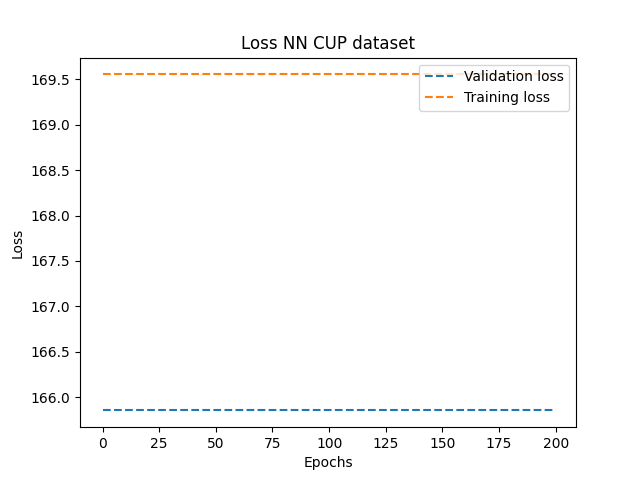 Loss NN CUP dataset
Validation loss
Training loss
169.5
169.0
168.5
168.0
167.5
167.0
166.5
166.0
Loss
0 25 50 75 100 125 150 175 200
Epochs